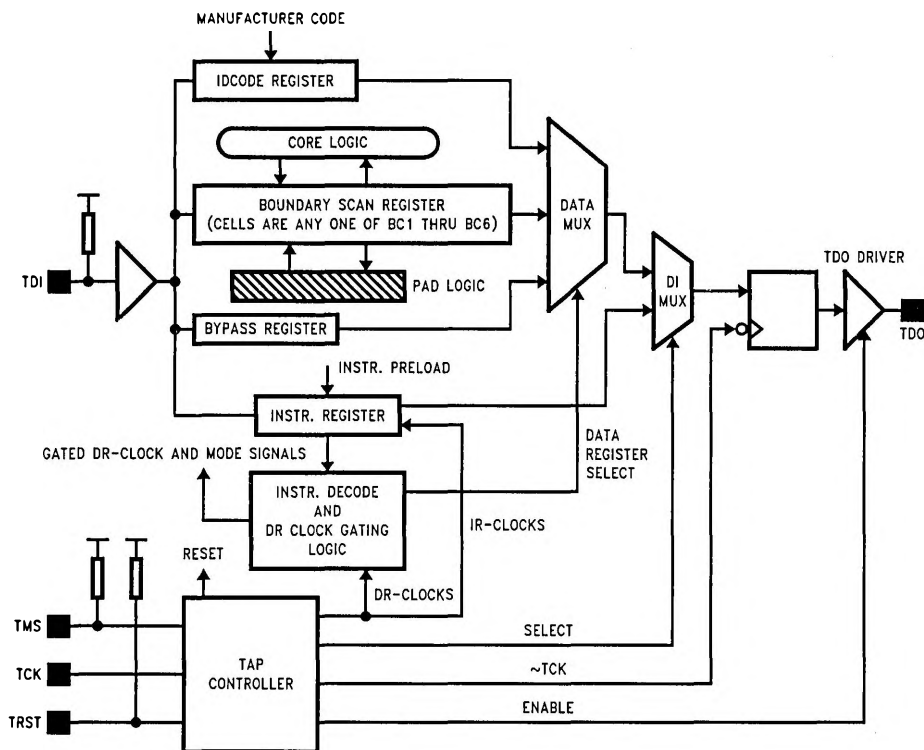 MANUFACTURER CODE
IDCODE REGISTER
CORE LOGIC
BOUNDARY SCAN REGISTER
(CELLS ARE ANY ONE OF BC1 THRU BC6)
DATA
MUX
TDO DRIVER
TDI
PAD LOGIC
DI
MUX
TDO
BYPASS REGISTER
INSTR. PRELOAD
INSTR. REGISTER
GATED DR-CLOCK AND MODE SIGNALS
DATA
REGISTER
SELECT
INSTR. DECODE
AND
DR CLOCK GATING
LOGIC
IR-CLOCKS
RESET
DR-CLOCKS
TMS
SELECT
TAP
CONTROLLER
TCK
~TCK
TRST
ENABLE